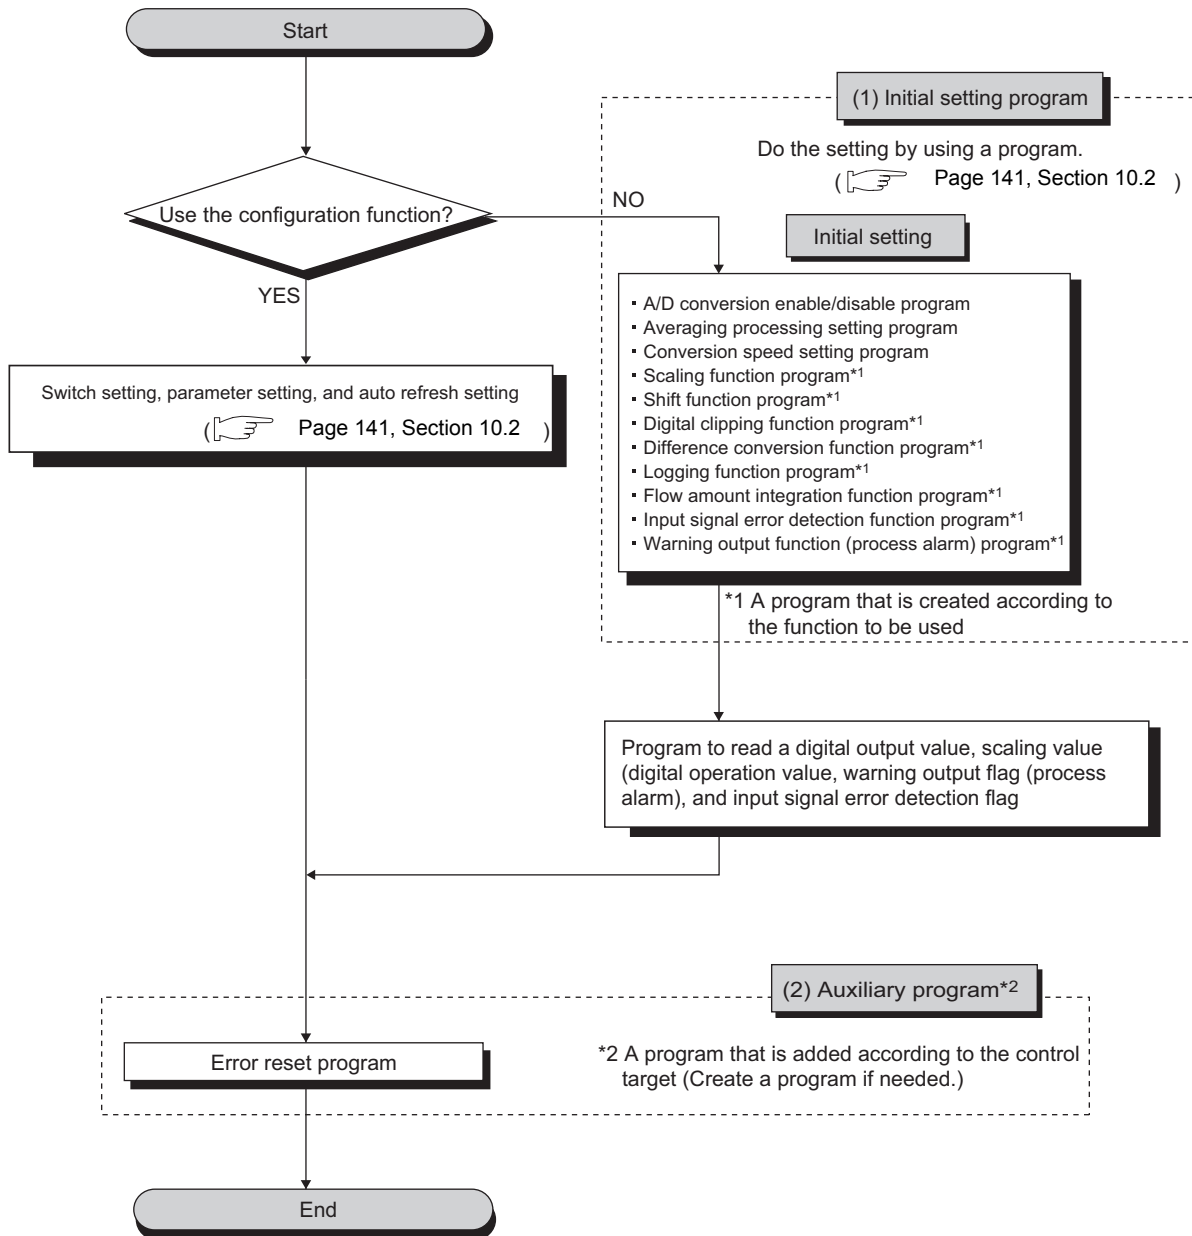 Start
(1) Initial setting program
Do the setting by using a program.
( Page 141, Section 10.2 )
Use the configuration function?
NO
YES
Initial setting
▪ A/D conversion enable/disable program
▪ Averaging processing setting program
▪ Conversion speed setting program
▪ Scaling function program*1
▪ Shift function program*1
▪ Digital clipping function program*1
▪ Difference conversion function program*1
▪ Logging function program*1
▪ Flow amount integration function program*1
▪ Input signal error detection function program*1
▪ Warning output function (process alarm) program*1
Switch setting, parameter setting, and auto refresh setting
( Page 141, Section 10.2 )
*1 A program that is created according to
the function to be used
Program to read a digital output value, scaling value
(digital operation value, warning output flag (process
alarm), and input signal error detection flag
(2) Auxiliary program*2
Error reset program
*2 A program that is added according to the control
target (Create a program if needed.)
End